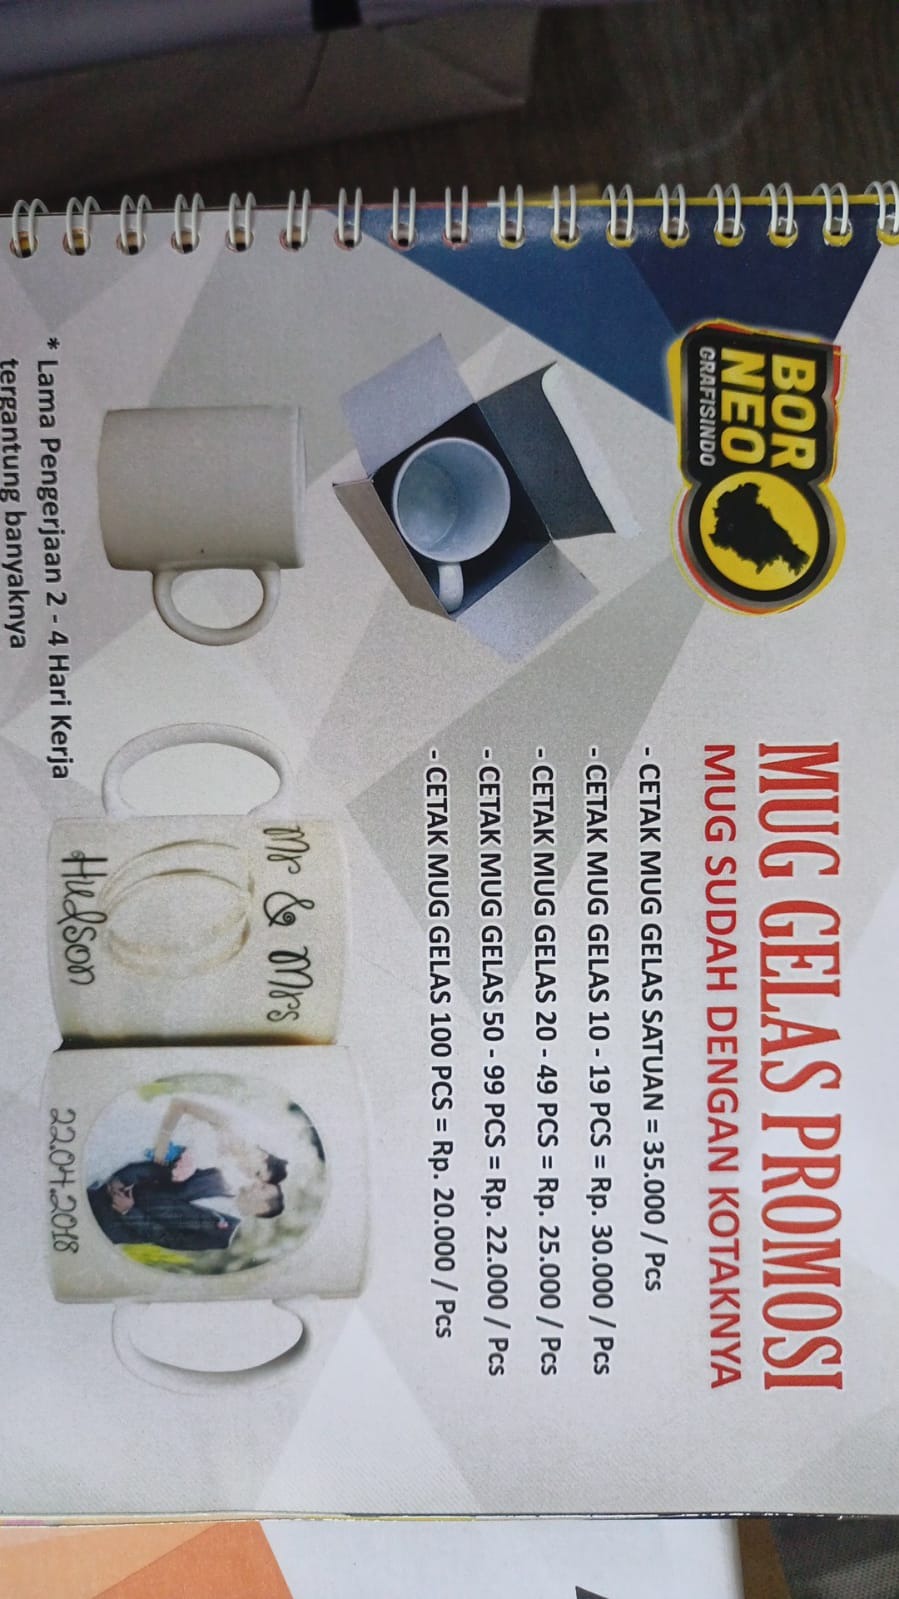 BOR
NEO
GRAFISINDO
MUG GELAS PROMOSI
MUG SUDAH DENGAN KOTAKNYA
- CETAK MUG GELAS SATUAN = 35.000 / Pcs
- CETAK MUG GELAS 10 - 19 PCS = Rp. 30.000 / Pcs
- CETAK MUG GELAS 20 - 49 PCS = Rp. 25.000 / Pcs
- CETAK MUG GELAS 50 - 99 PCS = Rp. 22.000 / Pcs
- CETAK MUG GELAS 100 PCS = Rp. 20.000 / Pcs
Mr & Mrs
Hudson
22.04.2018
* Lama Pengerjaan 2 - 4 Hari Kerja
tergantung banyaknya